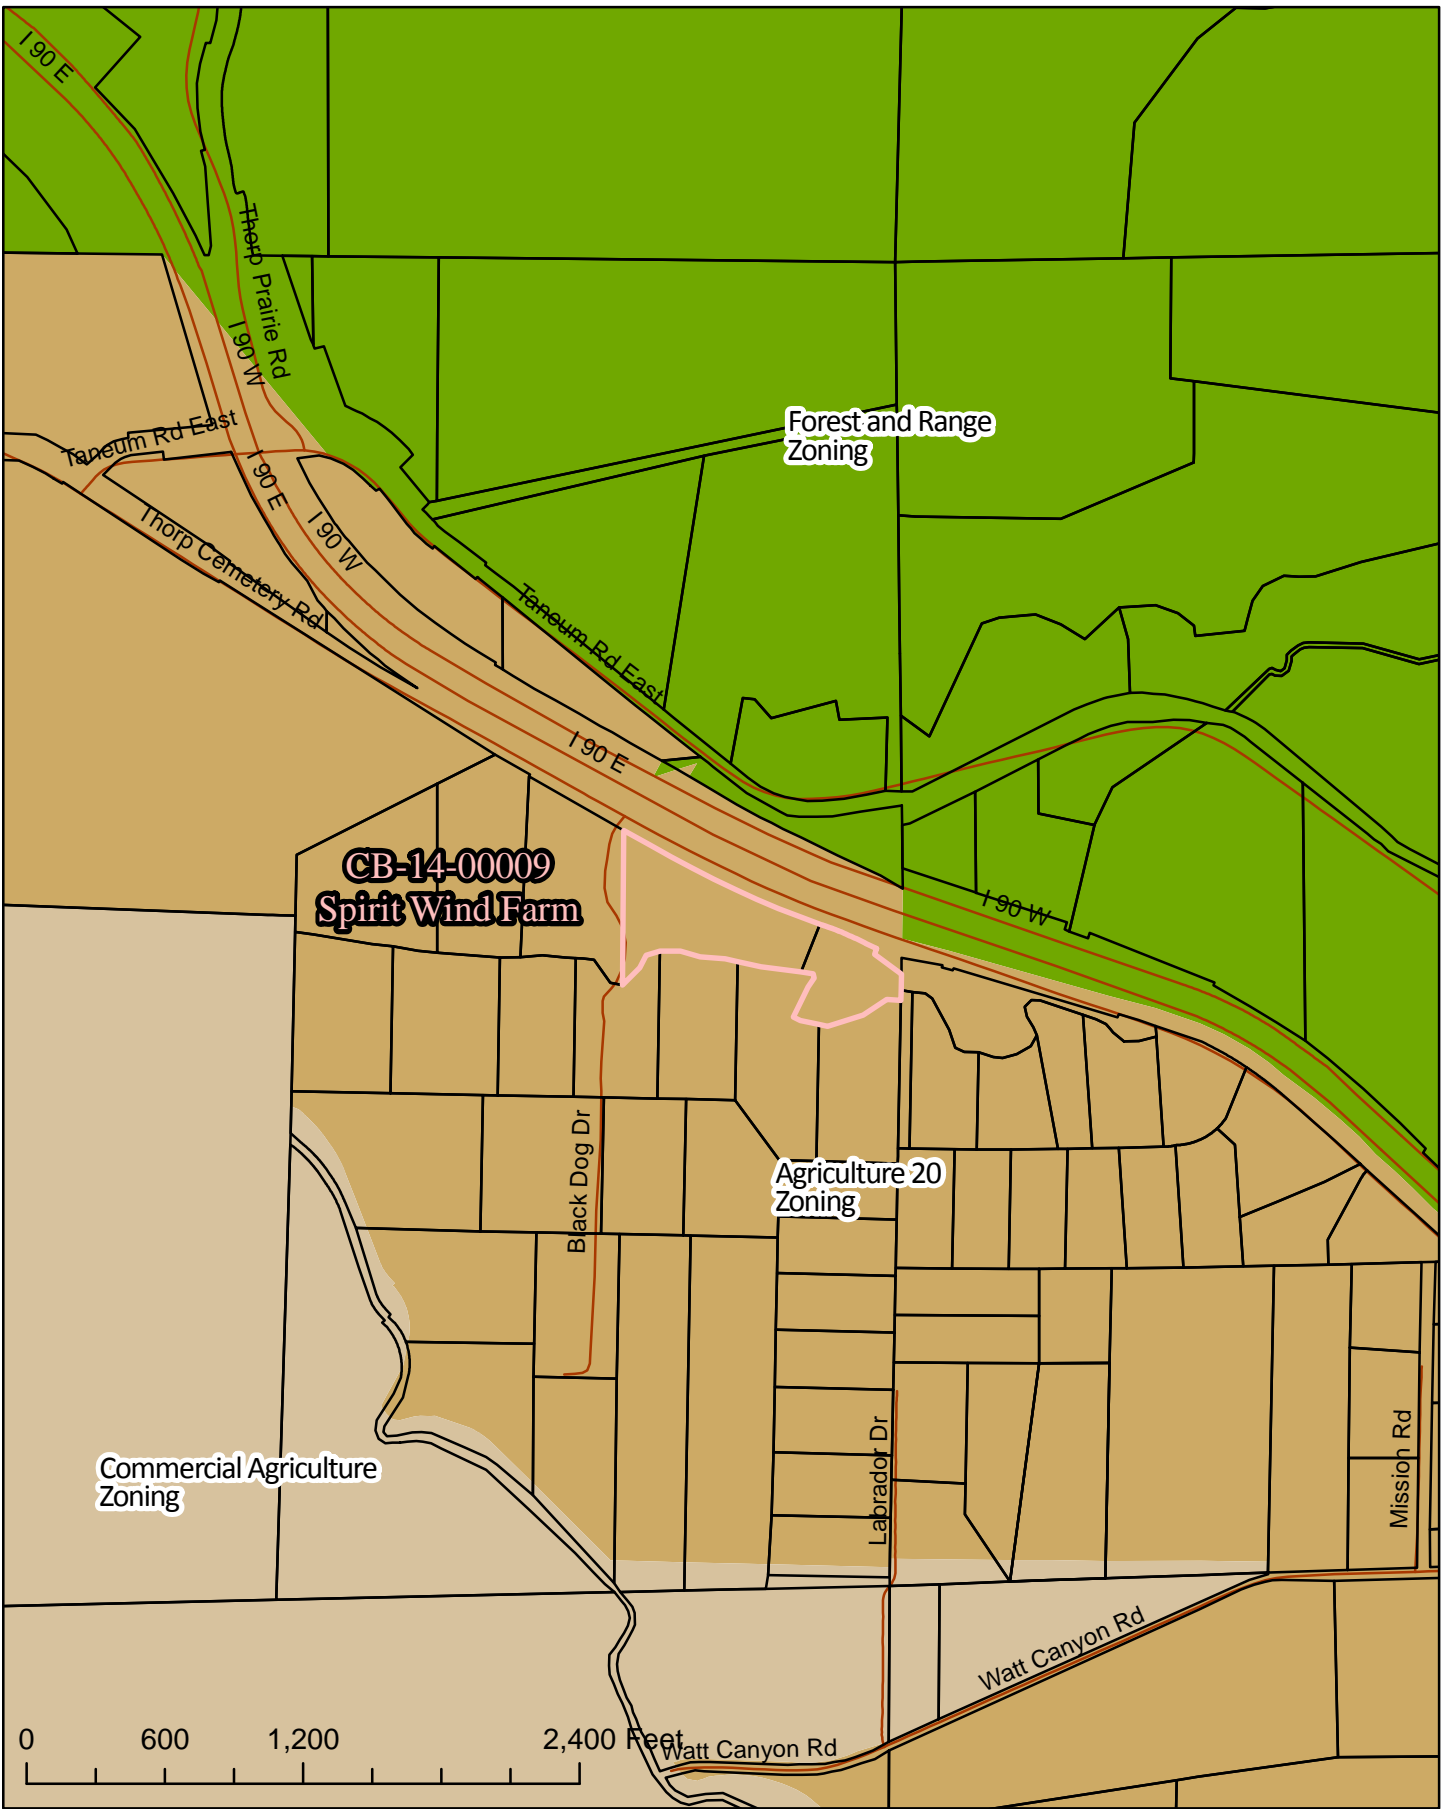 I 90 E
Thorp Prairie Rd
I 90 W
Taneum Rd East
Forest and Range
Zoning
I 90 E
I 90 W
Thorp Cemetery Rd
Taneum Rd East
I 90 E
CB-14-00009
Spirit Wind Farm
I 90 W
Black Dog Dr
Agriculture 20
Zoning
Labrador Dr
Mission Rd
Commercial Agriculture
Zoning
Watt Canyon Rd
Watt Canyon Rd
0 600 1,200 2,400 Feet